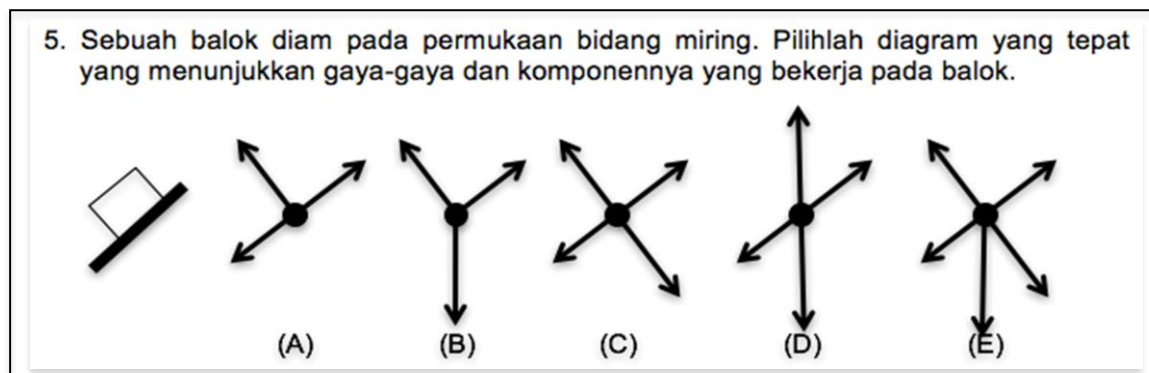 5. Sebuah balok diam pada permukaan bidang miring. Pilihlah diagram yang tepat
yang menunjukkan gaya-gaya dan komponennya yang bekerja pada balok.
(A) (B) (C) (D) (E)